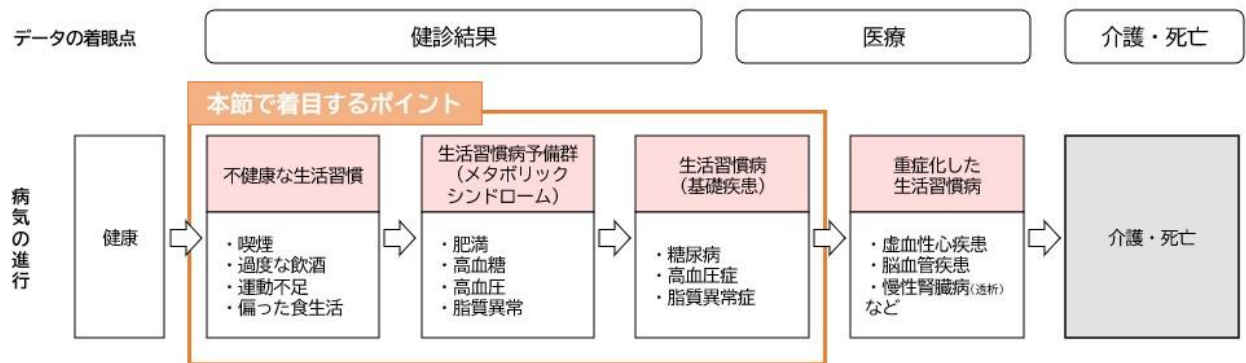 データの着眼点
健診結果
医療
介護・死亡
本節で着目するポイント
病気の進行
健康
不健康な生活習慣
・喫煙
・過度な飲酒
・運動不足
・偏った食生活
生活習慣病予備群
（メタボリック
シンドローム）
・肥満
・高血糖
・高血圧
・脂質異常
生活習慣病
（基礎疾患）
・糖尿病
・高血圧症
・脂質異常症
重症化した
生活習慣病
・虚血性心疾患
・脳血管疾患
・慢性腎臓病(透析)
など
介護・死亡